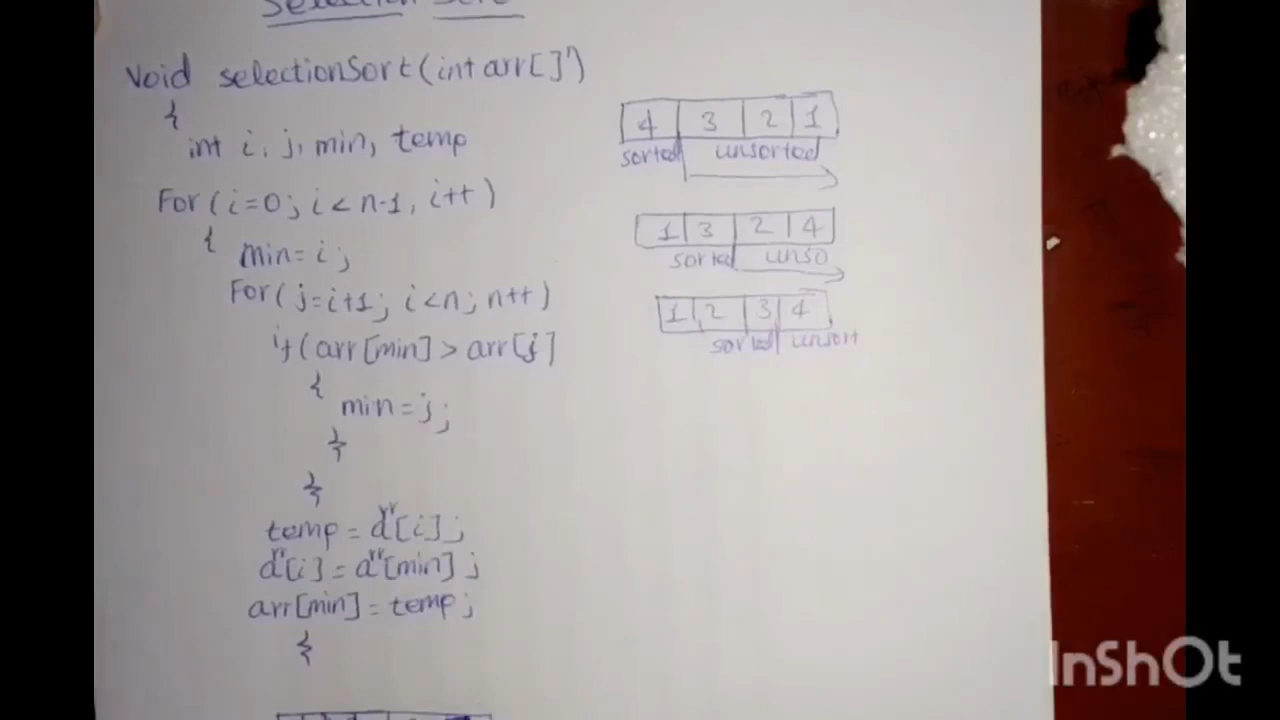 Selection Sort
Void selectionSort(int arr[])
{
int i, j, min, temp
For(i=0; i<n-1, i++)
{ min=i;
For(j=i+1; i<n; n++)
if(arr[min]>arr[j]
{
min=j;
}
}
temp=arr[i];
arr[i]=arr[min];
arr[min]=temp;
}
4 3 2 1
sorted unsorted
1 3 2 4
sorted unso
1 2 3 4
sorted unsort
InShOt